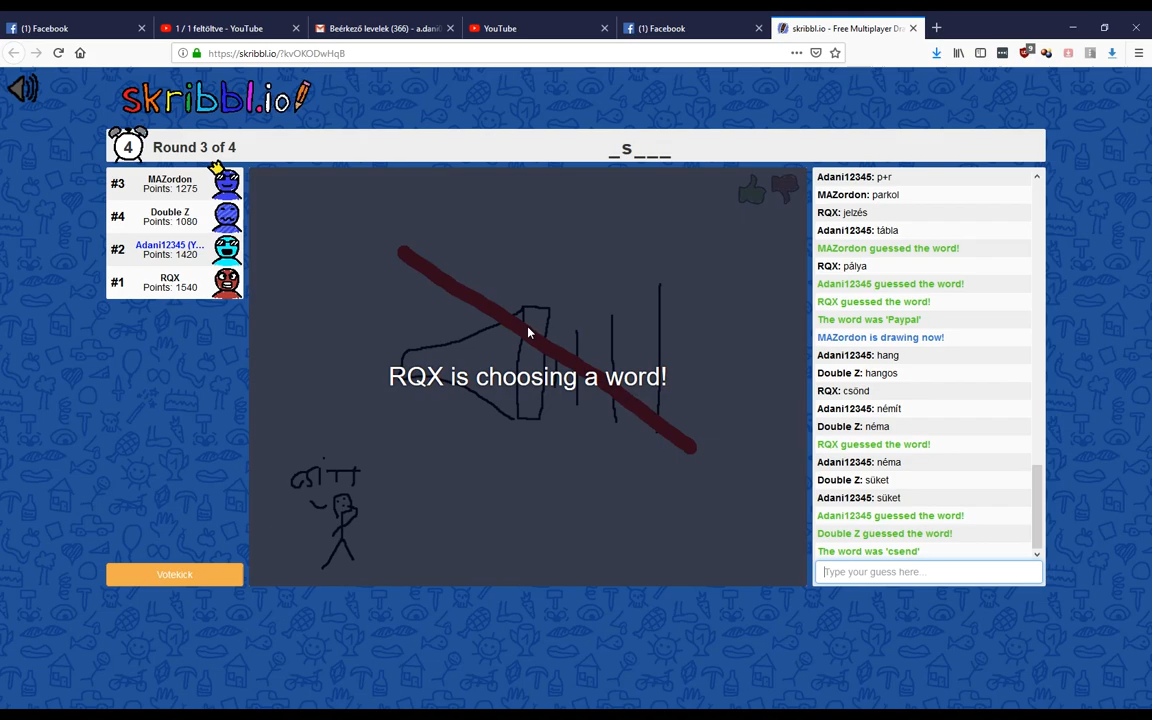 (1) Facebook
1 / 1 feltöltve - YouTube
Beérkező levelek (366) – a.dani
YouTube
(1) Facebook
skribbl.io - Free Multiplayer Dra
https://skribbl.io/?kvOKODwHqB
9
skribbl.io
4
Round 3 of 4
_s___
#3
MAZordon
Points: 1275
#4
Double Z
Points: 1080
#2
Adani12345 (Y...
Points: 1420
#1
RQX
Points: 1540
Votekick
RQX is choosing a word!
Adani12345: p+r
MAZordon: parkol
RQX: jelzés
Adani12345: tábla
MAZordon guessed the word!
RQX: pálya
Adani12345 guessed the word!
RQX guessed the word!
The word was 'Paypal'
MAZordon is drawing now!
Adani12345: hang
Double Z: hangos
RQX: csönd
Adani12345: némít
Double Z: néma
RQX guessed the word!
Adani12345: néma
Double Z: süket
Adani12345: süket
Adani12345 guessed the word!
Double Z guessed the word!
The word was 'csend'
Type your guess here...